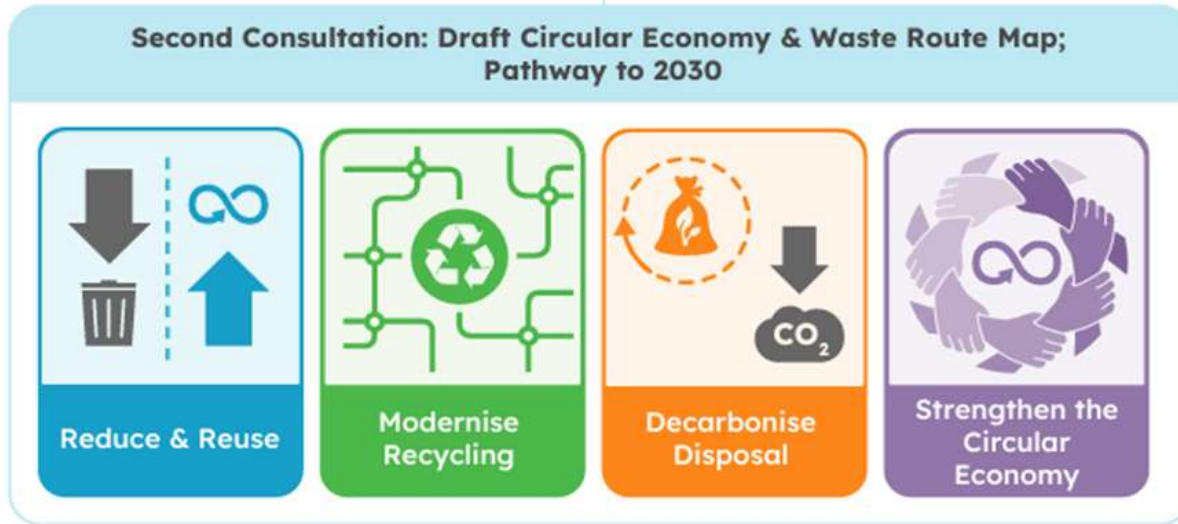 Second Consultation: Draft Circular Economy & Waste Route Map;
Pathway to 2030
Reduce & Reuse
Modernise
Recycling
CO₂
Decarbonise
Disposal
Strengthen the
Circular
Economy